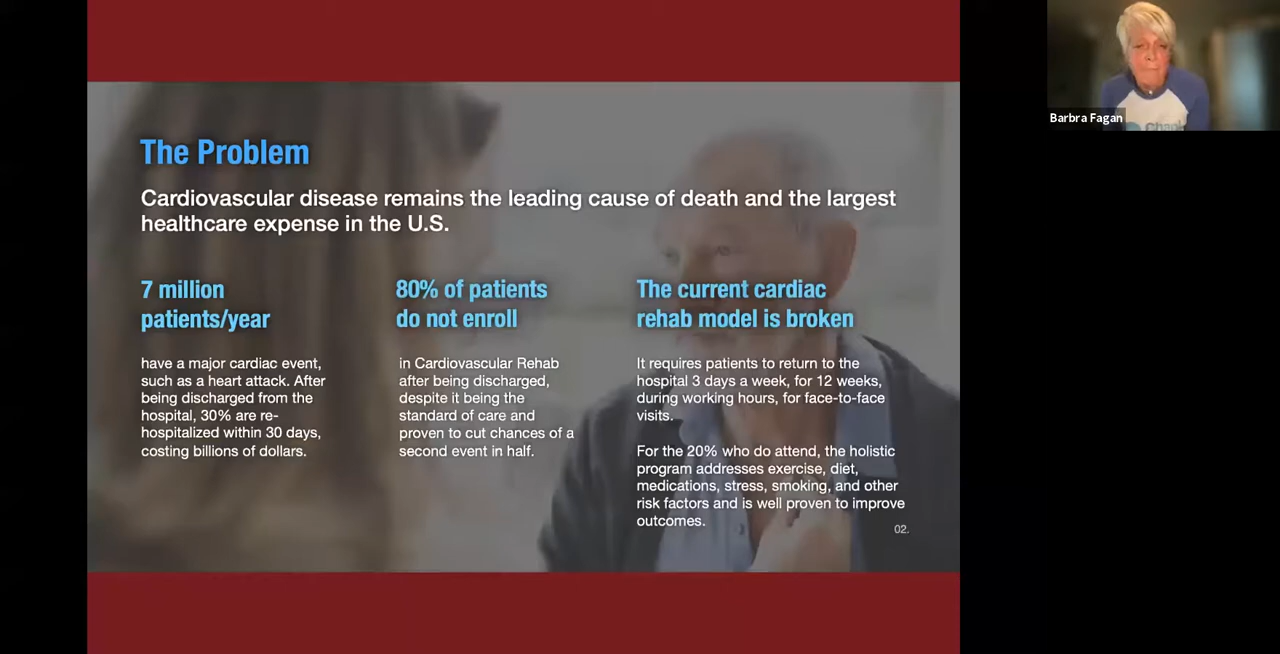 The Problem
Cardiovascular disease remains the leading cause of death and the largest
healthcare expense in the U.S.
7 million
patients/year
have a major cardiac event,
such as a heart attack. After
being discharged from the
hospital, 30% are re-
hospitalized within 30 days,
costing billions of dollars.
80% of patients
do not enroll
in Cardiovascular Rehab
after being discharged,
despite it being the
standard of care and
proven to cut chances of a
second event in half.
The current cardiac
rehab model is broken
It requires patients to return to the
hospital 3 days a week, for 12 weeks,
during working hours, for face-to-face
visits.
For the 20% who do attend, the holistic
program addresses exercise, diet,
medications, stress, smoking, and other
risk factors and is well proven to improve
outcomes.
02.
Barbra Fagan